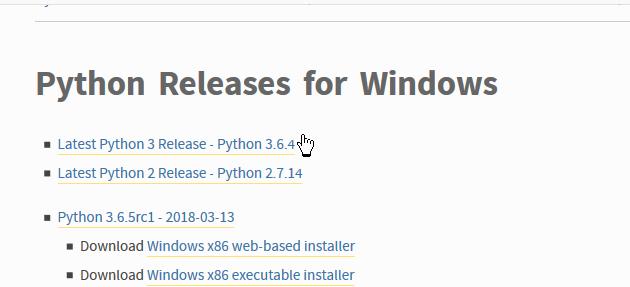 Python Releases for Windows
Latest Python 3 Release - Python 3.6.4
Latest Python 2 Release - Python 2.7.14
Python 3.6.5rc1 - 2018-03-13
Download Windows x86 web-based installer
Download Windows x86 executable installer